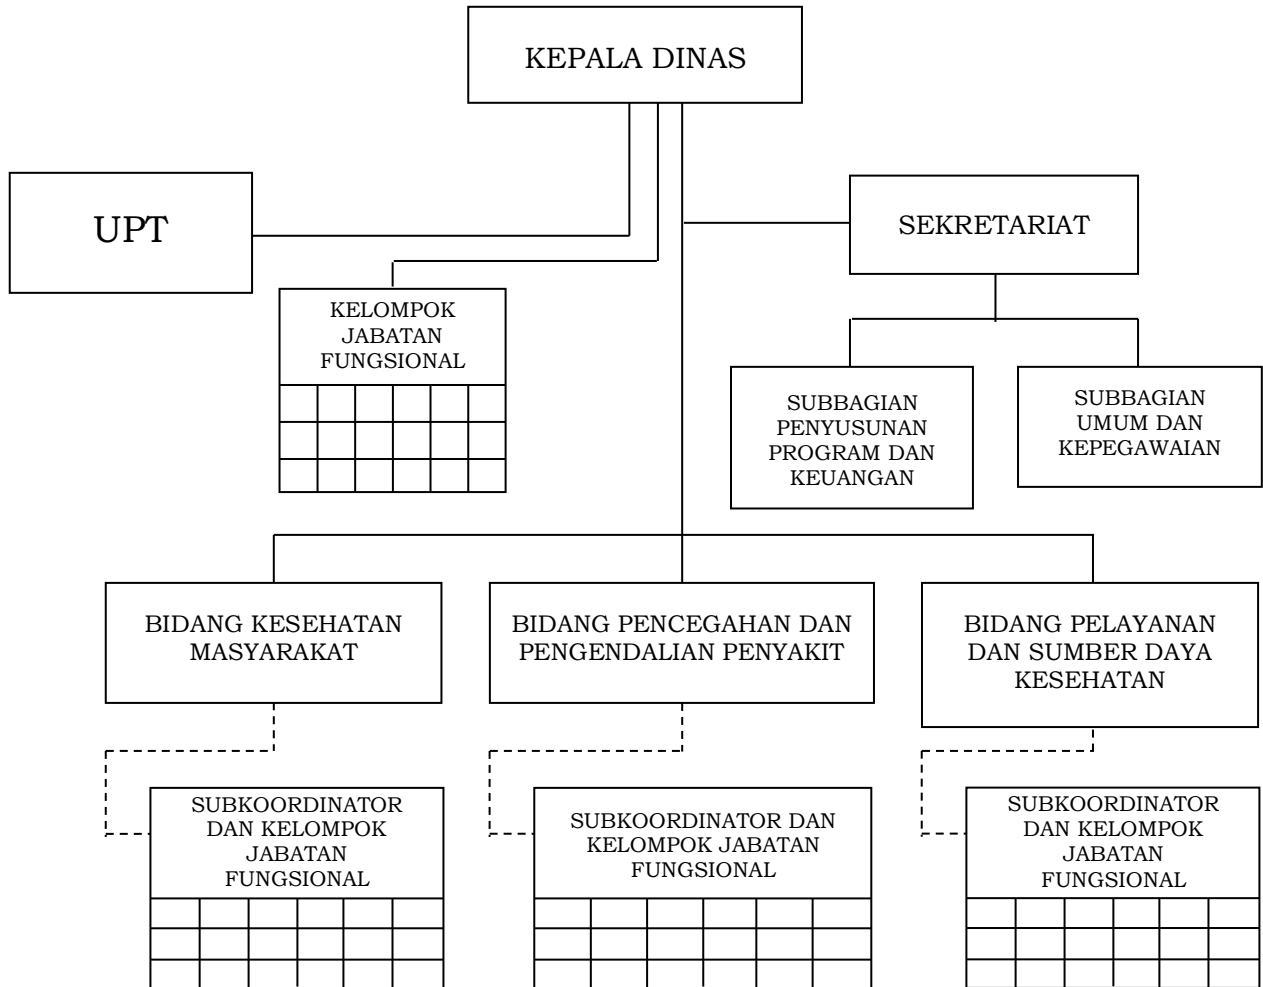 KEPALA DINAS
UPT
SEKRETARIAT
KELOMPOK
JABATAN
FUNGSIONAL
SUBBAGIAN
PENYUSUNAN
PROGRAM DAN
KEUANGAN
SUBBAGIAN
UMUM DAN
KEPEGAWAIAN
BIDANG KESEHATAN
MASYARAKAT
BIDANG PENCEGAHAN DAN
PENGENDALIAN PENYAKIT
BIDANG PELAYANAN
DAN SUMBER DAYA
KESEHATAN
SUBKOORDINATOR
DAN KELOMPOK
JABATAN
FUNGSIONAL
SUBKOORDINATOR DAN
KELOMPOK JABATAN
FUNGSIONAL
SUBKOORDINATOR
DAN KELOMPOK
JABATAN
FUNGSIONAL